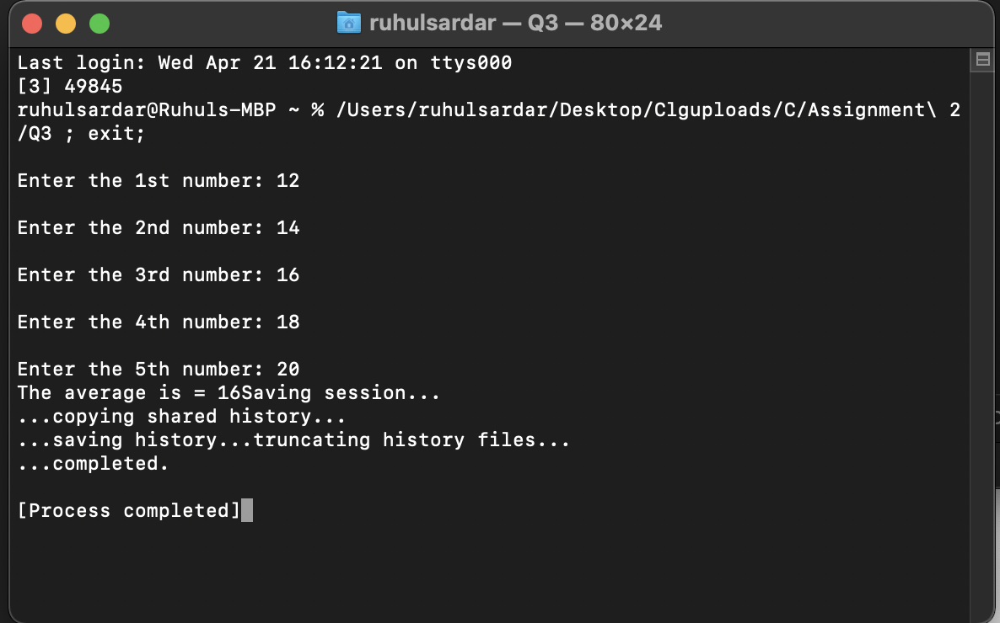 ruhulsardar — Q3 — 80×24
Last login: Wed Apr 21 16:12:21 on ttys000
[3] 49845
ruhulsardar@Ruhuls-MBP ~ % /Users/ruhulsardar/Desktop/Clguploads/C/Assignment\ 2
/Q3 ; exit;
Enter the 1st number: 12
Enter the 2nd number: 14
Enter the 3rd number: 16
Enter the 4th number: 18
Enter the 5th number: 20
The average is = 16Saving session...
...copying shared history...
...saving history...truncating history files...
...completed.
[Process completed]